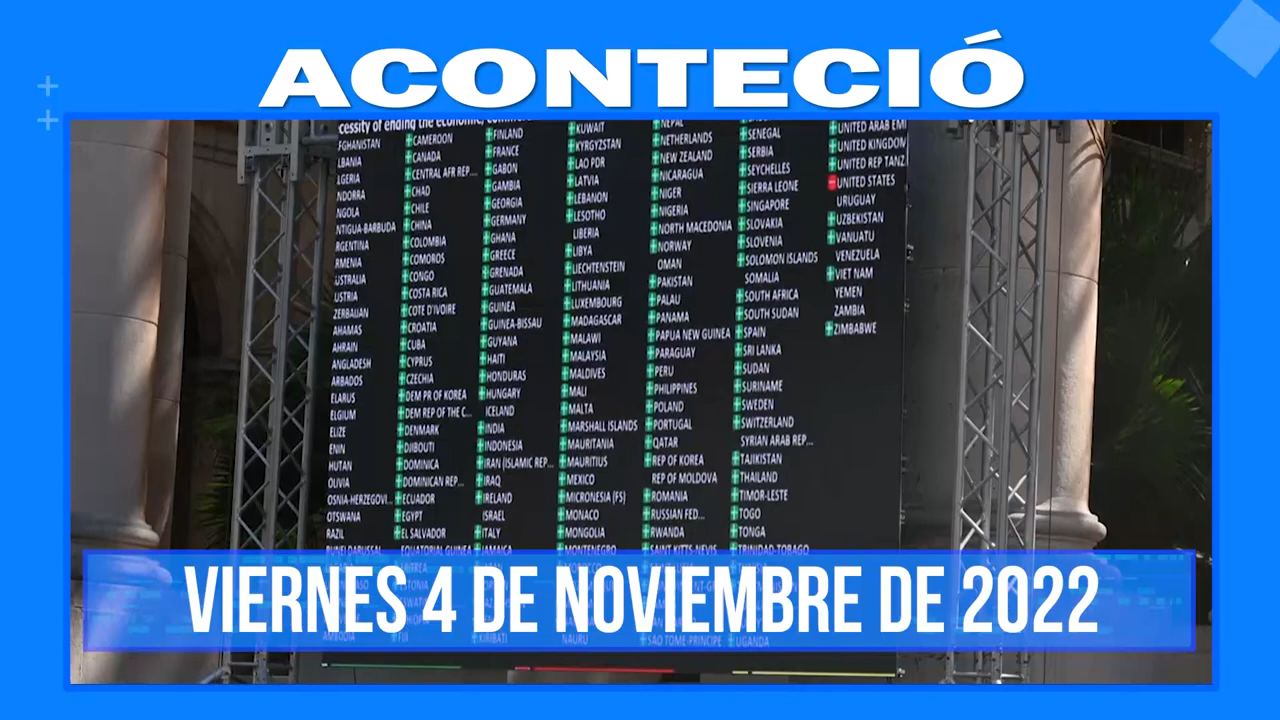 ACONTECIÓ
cessity of ending the economic,
FGHANISTAN
LBANIA
LGERIA
NDORRA
NGOLA
NTIGUA-BARBUDA
RGENTINA
RMENIA
USTRALIA
USTRIA
ZERBAIJAN
AHAMAS
AHRAIN
ANGLADESH
ARBADOS
ELARUS
ELGIUM
ELIZE
ENIN
HUTAN
OLIVIA
OSNIA-HERZEGOVI...
OTSWANA
RAZIL
CAMEROON
CANADA
CENTRAL AFR REP...
CHAD
CHILE
CHINA
COLOMBIA
COMOROS
CONGO
COSTA RICA
COTE D'IVOIRE
CROATIA
CUBA
CYPRUS
CZECHIA
DEM PR OF KOREA
DEM REP OF THE C...
DENMARK
DJIBOUTI
DOMINICA
DOMINICAN REP...
ECUADOR
EGYPT
EL SALVADOR
EQUATORIAL GUINEA
ESTONIA
FIJI
FINLAND
FRANCE
GABON
GAMBIA
GEORGIA
GERMANY
GHANA
GREECE
GRENADA
GUATEMALA
GUINEA
GUINEA-BISSAU
GUYANA
HAITI
HONDURAS
HUNGARY
ICELAND
INDIA
INDONESIA
IRAN (ISLAMIC REP...
IRAQ
IRELAND
ISRAEL
ITALY
JAMAICA
KIRIBATI
KUWAIT
KYRGYZSTAN
LAO PDR
LATVIA
LEBANON
LESOTHO
LIBERIA
LIBYA
LIECHTENSTEIN
LITHUANIA
LUXEMBOURG
MADAGASCAR
MALAWI
MALAYSIA
MALDIVES
MALI
MALTA
MARSHALL ISLANDS
MAURITANIA
MAURITIUS
MEXICO
MICRONESIA (FS)
MONACO
MONGOLIA
MONTENEGRO
NAURU
NEPAL
NETHERLANDS
NEW ZEALAND
NICARAGUA
NIGER
NIGERIA
NORTH MACEDONIA
NORWAY
OMAN
PAKISTAN
PALAU
PANAMA
PAPUA NEW GUINEA
PARAGUAY
PERU
PHILIPPINES
POLAND
PORTUGAL
QATAR
REP OF KOREA
REP OF MOLDOVA
ROMANIA
RUSSIAN FED...
RWANDA
SAINT KITTS-NEVIS
SAO TOME-PRINCIPE
SENEGAL
SERBIA
SEYCHELLES
SIERRA LEONE
SINGAPORE
SLOVAKIA
SLOVENIA
SOLOMON ISLANDS
SOMALIA
SOUTH AFRICA
SOUTH SUDAN
SPAIN
SRI LANKA
SUDAN
SURINAME
SWEDEN
SWITZERLAND
SYRIAN ARAB REP...
TAJIKISTAN
THAILAND
TIMOR-LESTE
TOGO
TONGA
TRINIDAD-TOBAGO
UGANDA
UNITED ARAB EMI
UNITED KINGDOM
UNITED REP TANZ.
UNITED STATES
URUGUAY
UZBEKISTAN
VANUATU
VENEZUELA
VIET NAM
YEMEN
ZAMBIA
ZIMBABWE
VIERNES 4 DE NOVIEMBRE DE 2022